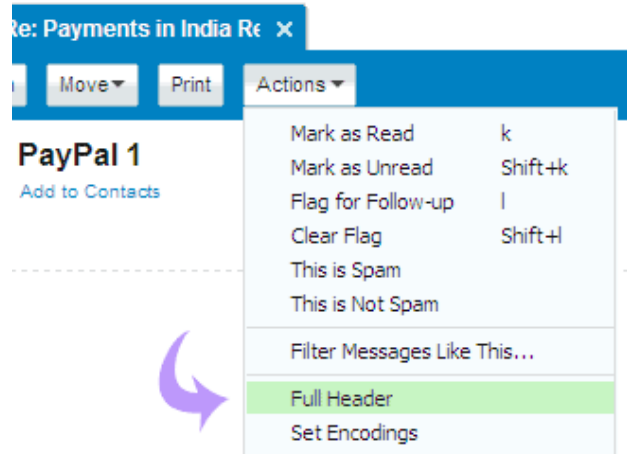 Re: Payments in India Re ×
Move Print Actions
PayPal 1
Add to Contacts
Mark as Read k
Mark as Unread Shift+k
Flag for Follow-up l
Clear Flag Shift+l
This is Spam
This is Not Spam
Filter Messages Like This...
Full Header
Set Encodings